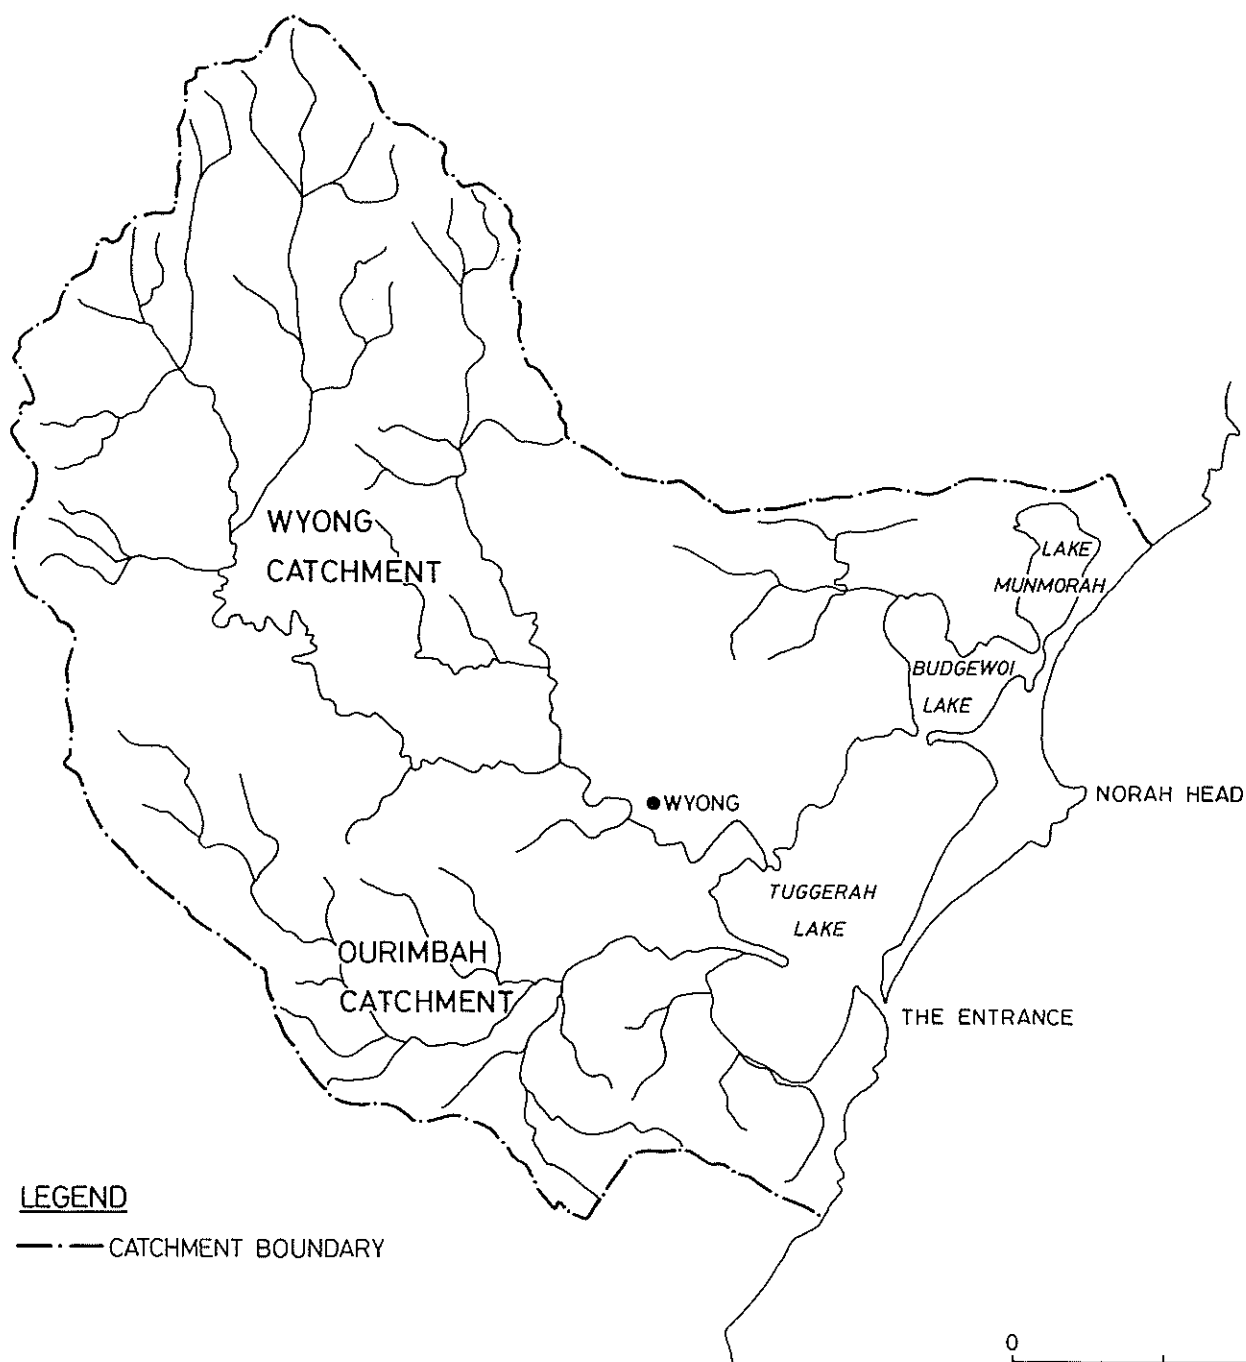 WYONG
CATCHMENT
LAKE
MUNMORAH
BUDGEWOI
LAKE
WYONG
NORAH HEAD
TUGGERAH
LAKE
OURIMBAH
CATCHMENT
THE ENTRANCE
LEGEND
CATCHMENT BOUNDARY
0